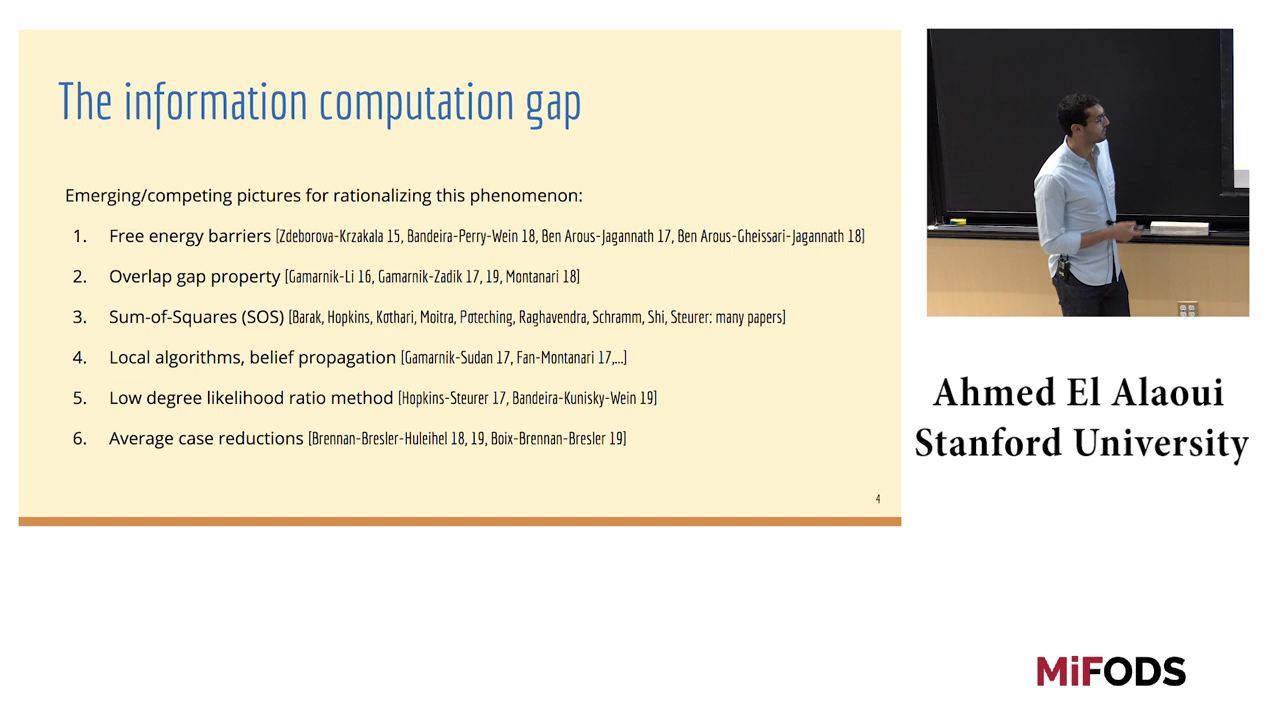 The information computation gap
Emerging/competing pictures for rationalizing this phenomenon:
1. Free energy barriers [Zdeborova-Krzakala 15, Bandeira-Perry-Wein 18, Ben Arous-Jagannath 17, Ben Arous-Gheissari-Jagannath 18]
2. Overlap gap property [Gamarnik-Li 16, Gamarnik-Zadik 17, 19, Montanari 18]
3. Sum-of-Squares (SOS) [Barak, Hopkins, Kothari, Moitra, Poteching, Raghavendra, Schramm, Shi, Steurer: many papers]
4. Local algorithms, belief propagation [Gamarnik-Sudan 17, Fan-Montanari 17,...]
5. Low degree likelihood ratio method [Hopkins-Steurer 17, Bandeira-Kunisky-Wein 19]
6. Average case reductions [Brennan-Bresler-Huleihel 18, 19, Boix-Brennan-Bresler 19]
4
Ahmed El Alaoui
Stanford University
MiFODS